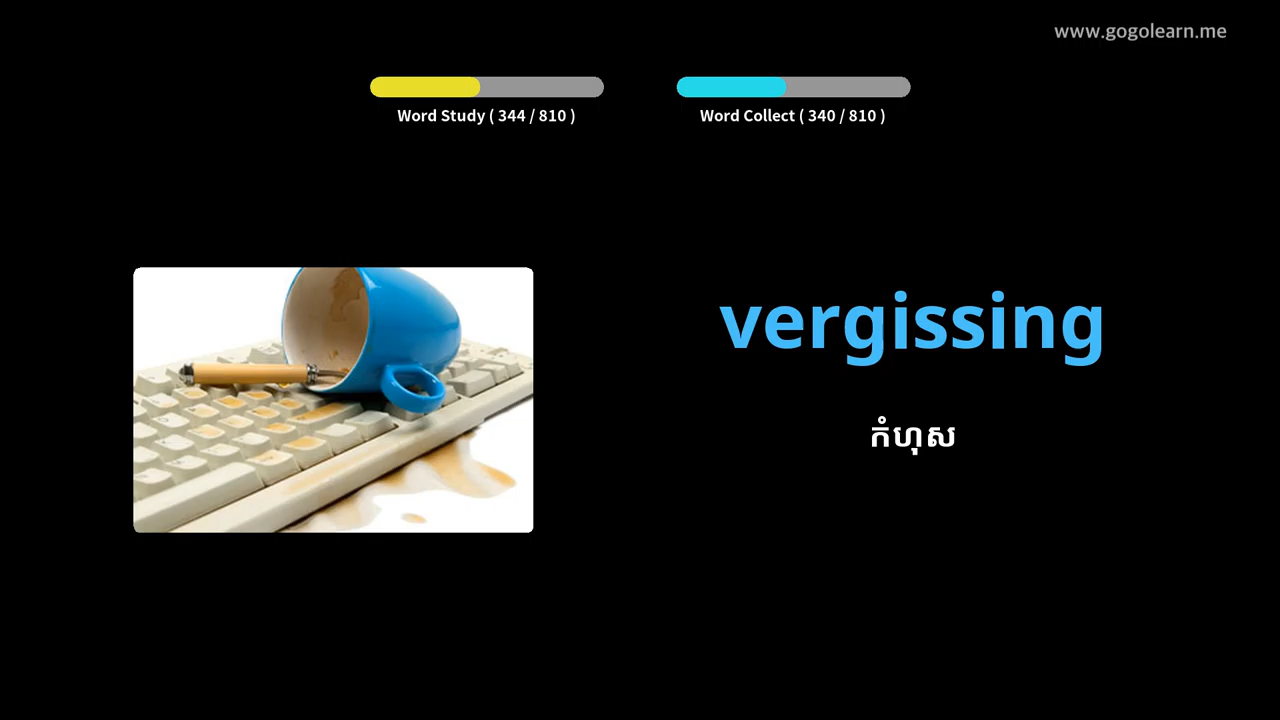 www.gogolearn.me
Word Study ( 344 / 810 )
Word Collect ( 340 / 810 )
vergissing
កំហុស